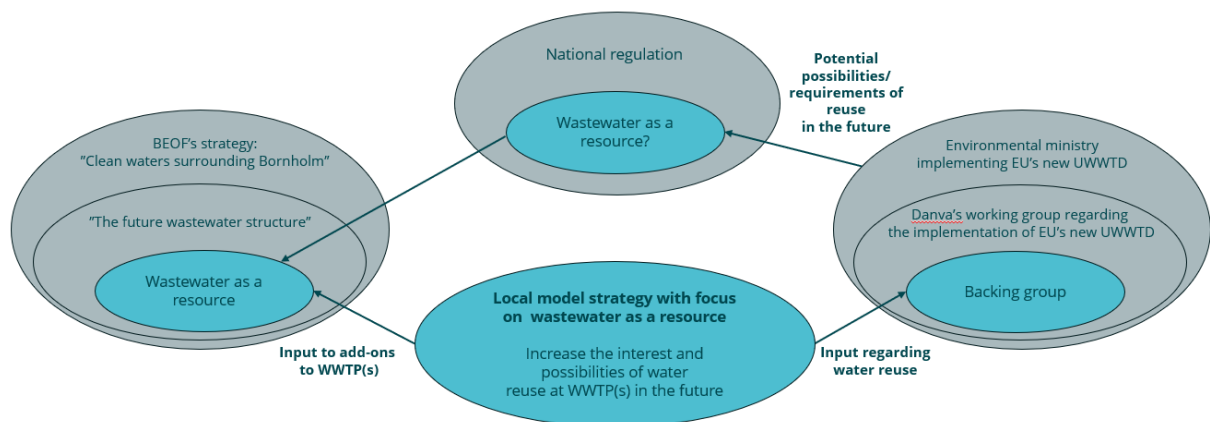 National regulation
Wastewater as a
resource?
Potential
possibilities/
requirements of
reuse
in the future
BEOF's strategy:
"Clean waters surrounding Bornholm"
"The future wastewater structure"
Wastewater as a
resource
Environmental ministry
implementing EU's new UWWTD
Danva's working group regarding
the implementation of EU's new UWWTD
Backing group
Local model strategy with focus
on wastewater as a resource
Increase the interest and
possibilities of water
reuse at WWTP(s) in the future
Input to add-ons
to WWTP(s)
Input regarding
water reuse